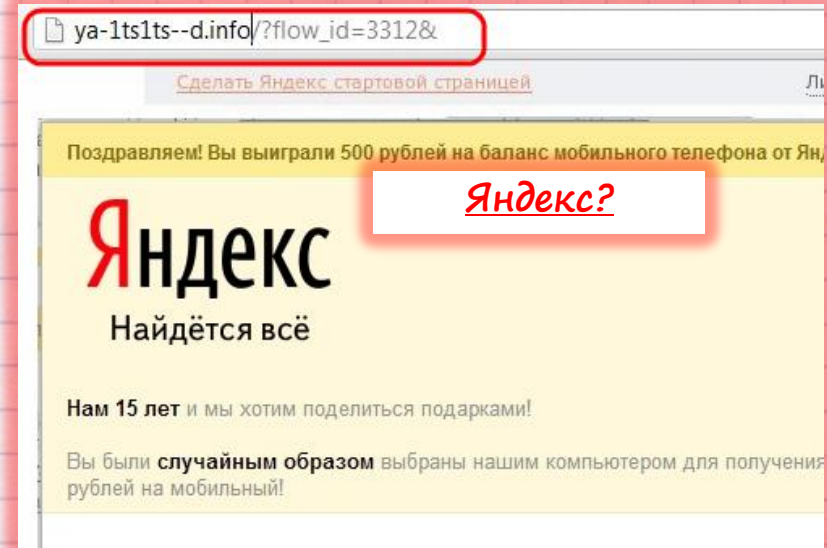 ya-1ts1ts--d.info/?flow_id=3312&
Сделать Яндекс стартовой страницей
Поздравляем! Вы выиграли 500 рублей на баланс мобильного телефона от
Яндекс?
Яндекс
Найдётся всё
Нам 15 лет и мы хотим поделиться подарками!
Вы были случайным образом выбраны нашим компьютером для получения
рублей на мобильный!